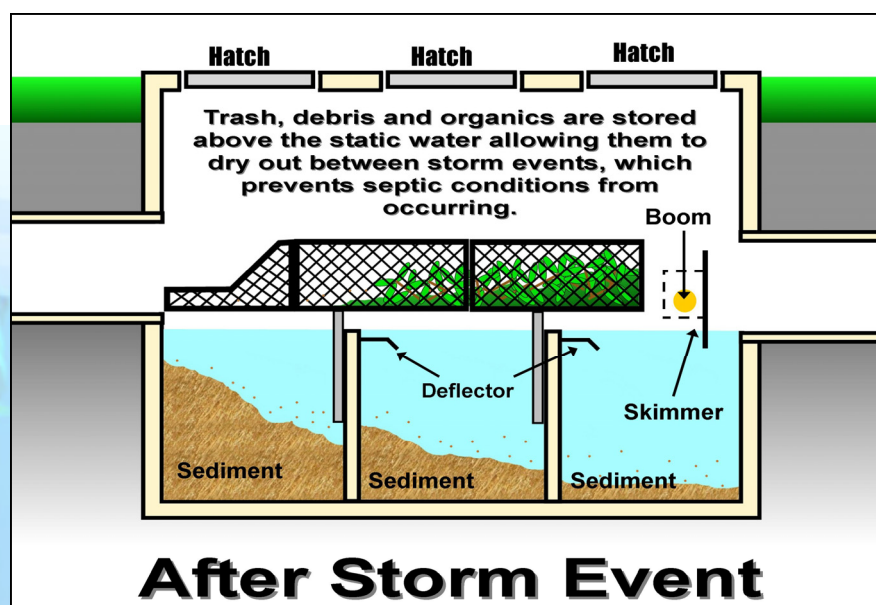 Hatch Hatch Hatch
Trash, debris and organics are stored
above the static water allowing them to
dry out between storm events, which
prevents septic conditions from
occurring.
Boom
Deflector
Skimmer
Sediment Sediment Sediment
After Storm Event